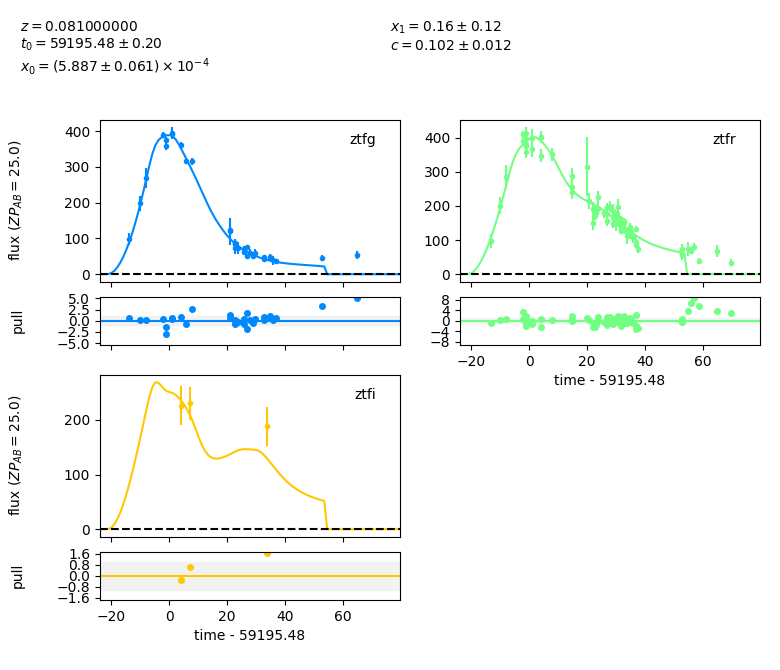 z = 0.081000000
t₀ = 59195.48 ± 0.20
x₀ = (5.887 ± 0.061) × 10⁻⁴
x₁ = 0.16 ± 0.12
c = 0.102 ± 0.012
flux (ZP_AB = 25.0)
400
300
200
100
0
ztfg
400
300
200
100
0
ztfr
pull
5.0
2.5
0.0
−2.5
−5.0
8
4
0
−4
−8
−20 0 20 40 60
time - 59195.48
flux (ZP_AB = 25.0)
200
100
0
ztfi
pull
1.6
0.8
0.0
−0.8
−1.6
−20 0 20 40 60
time - 59195.48